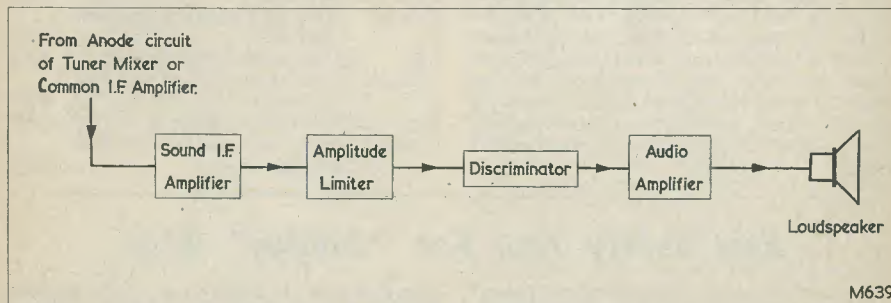 From Anode circuit
of Tuner Mixer or
Common I.F. Amplifier.
Sound I.F.
Amplifier
Amplitude
Limiter
Discriminator
Audio
Amplifier
Loudspeaker
M639